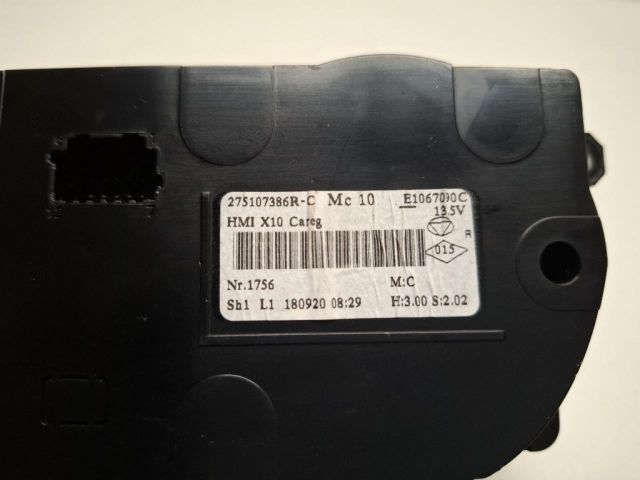 275107386R-C Mc 10 E1067090C
13.5V
HMI X10 Careg
R
015
Nr.1756 M:C
Sh1 L1 180920 08:29 H:3.00 S:2.02